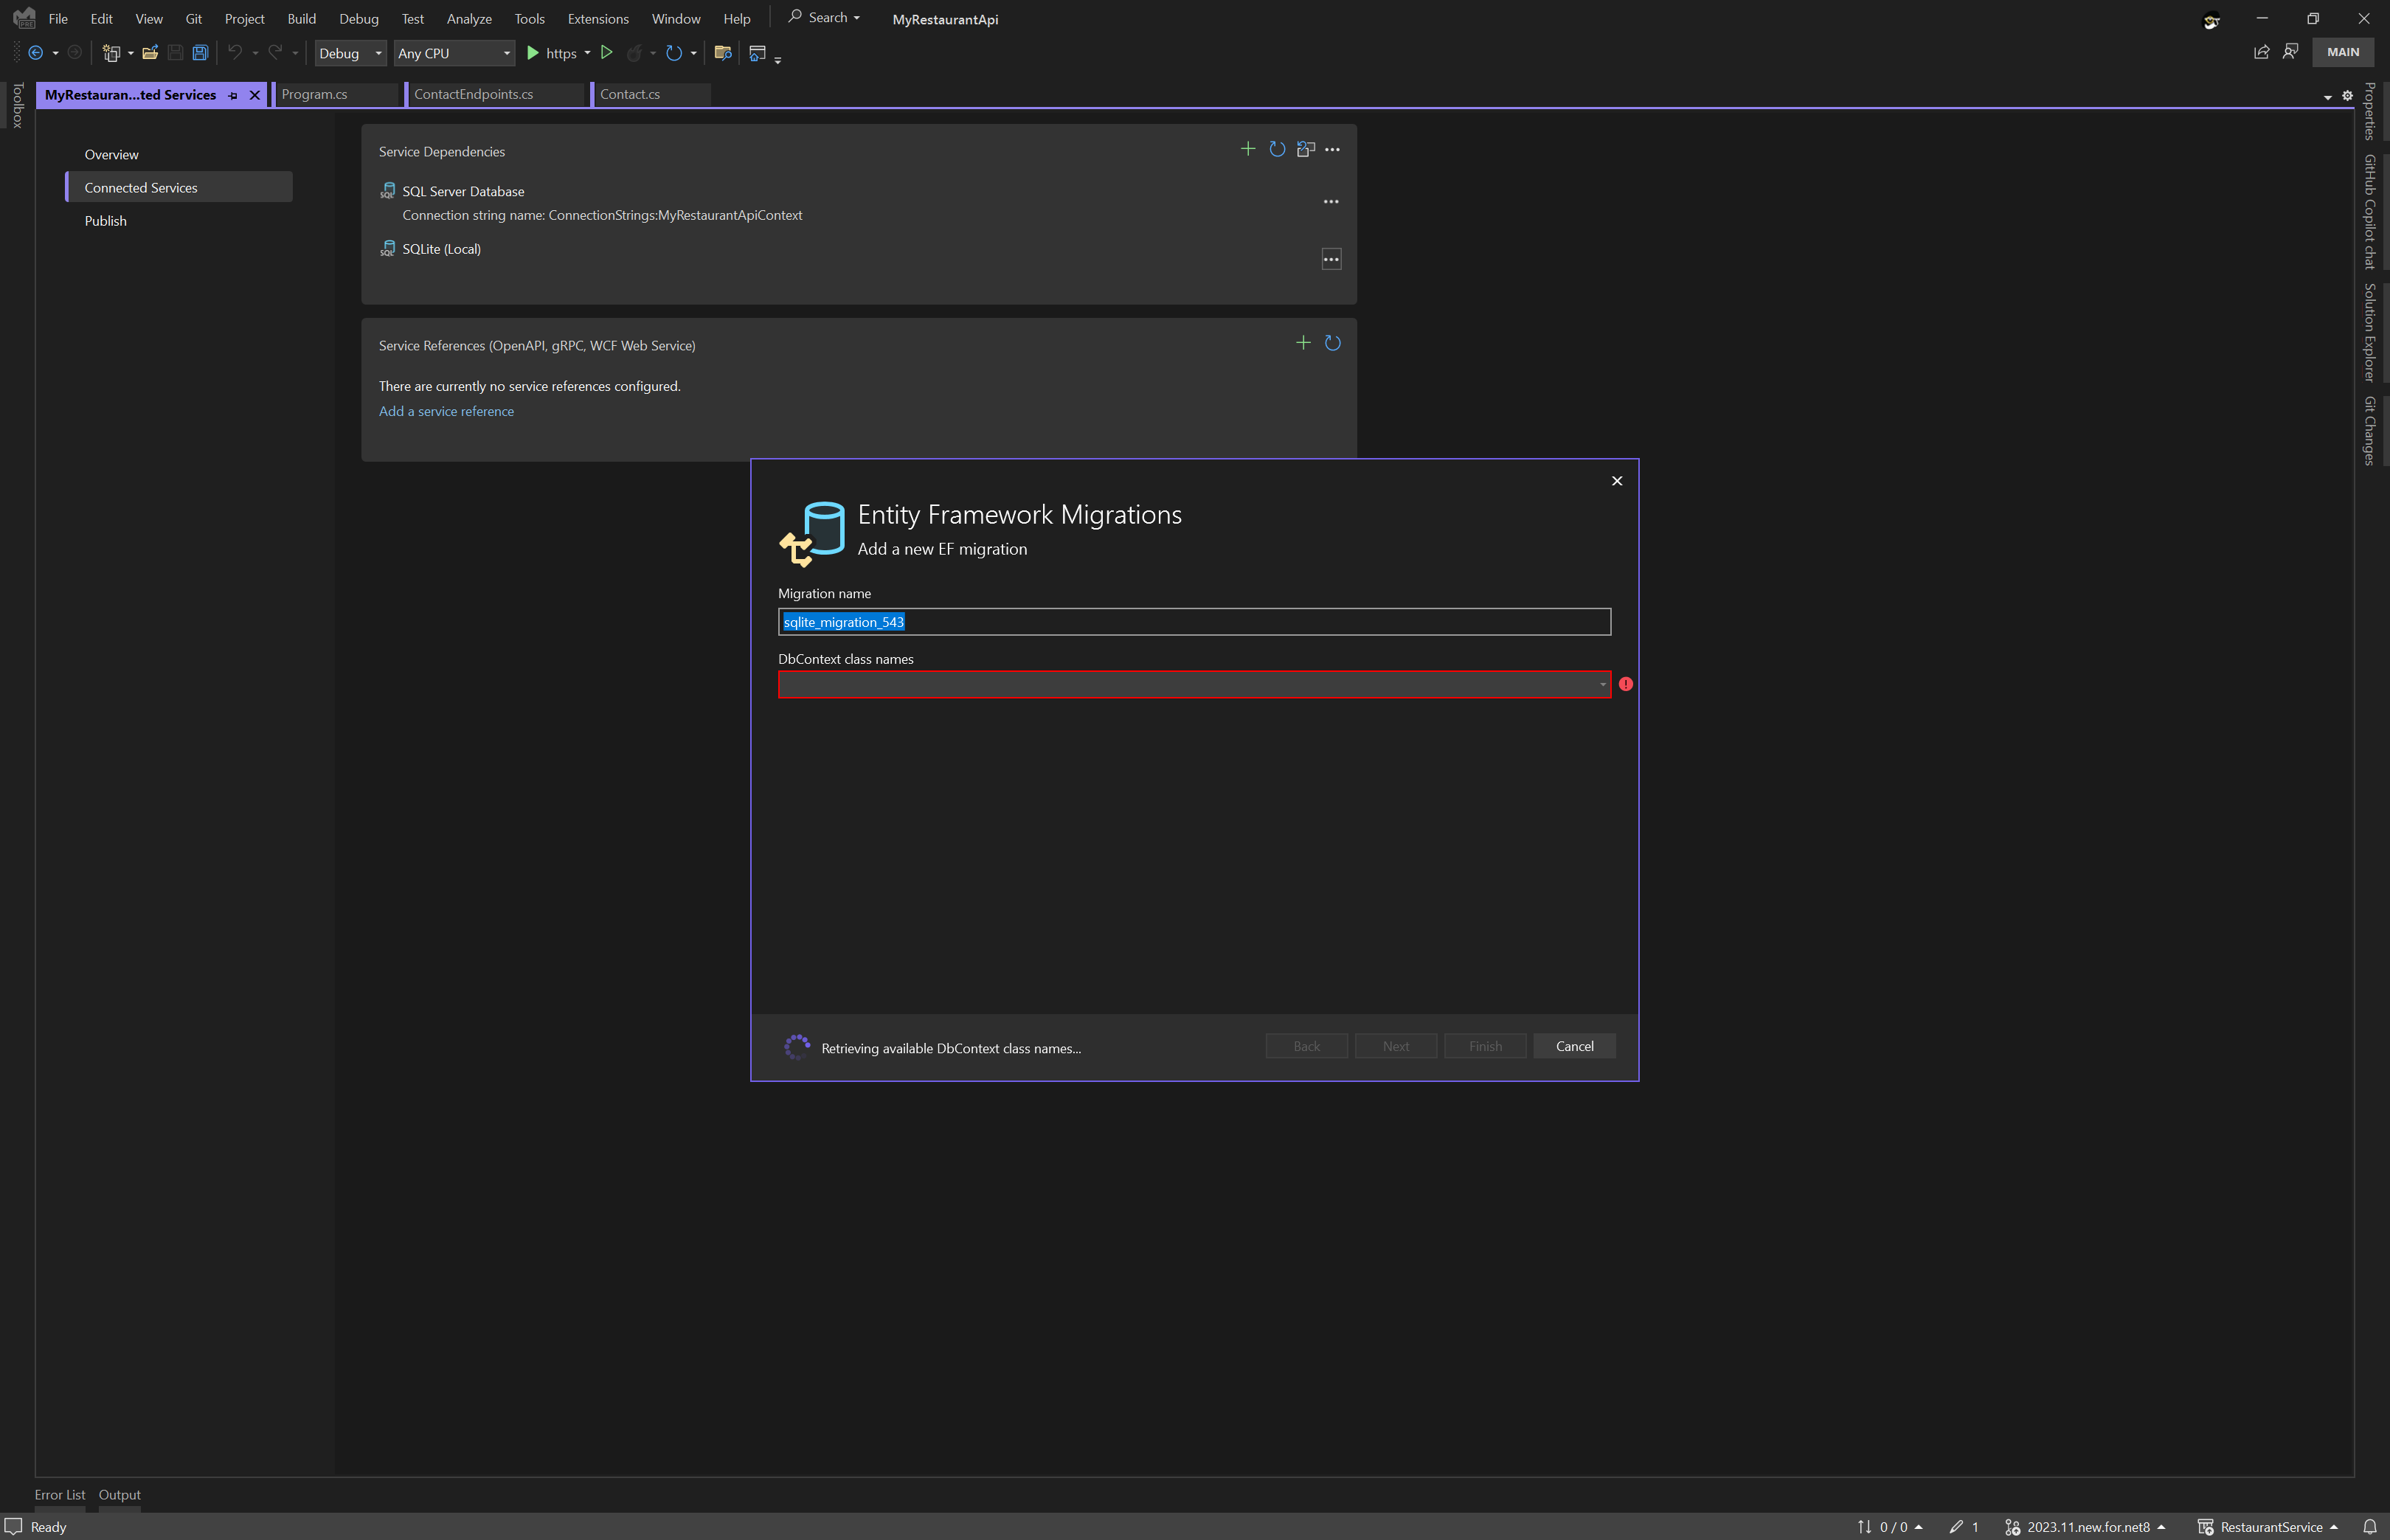 File Edit View Git Project Build Debug Test Analyze Tools Extensions Window Help Search MyRestaurantApi
Debug Any CPU https MAIN
Toolbox
MyRestauran...ted Services Program.cs ContactEndpoints.cs Contact.cs
Properties
GitHub Copilot chat
Solution Explorer
Git Changes
Overview
Connected Services
Publish
Service Dependencies
SQL Server Database
Connection string name: ConnectionStrings:MyRestaurantApiContext
SQLite (Local)
Service References (OpenAPI, gRPC, WCF Web Service)
There are currently no service references configured.
Add a service reference
Entity Framework Migrations
Add a new EF migration
Migration name
sqlite_migration_543
DbContext class names
Retrieving available DbContext class names...
Back Next Finish Cancel
Error List Output
Ready 0 / 0 1 2023.11.new.for.net8 RestaurantService